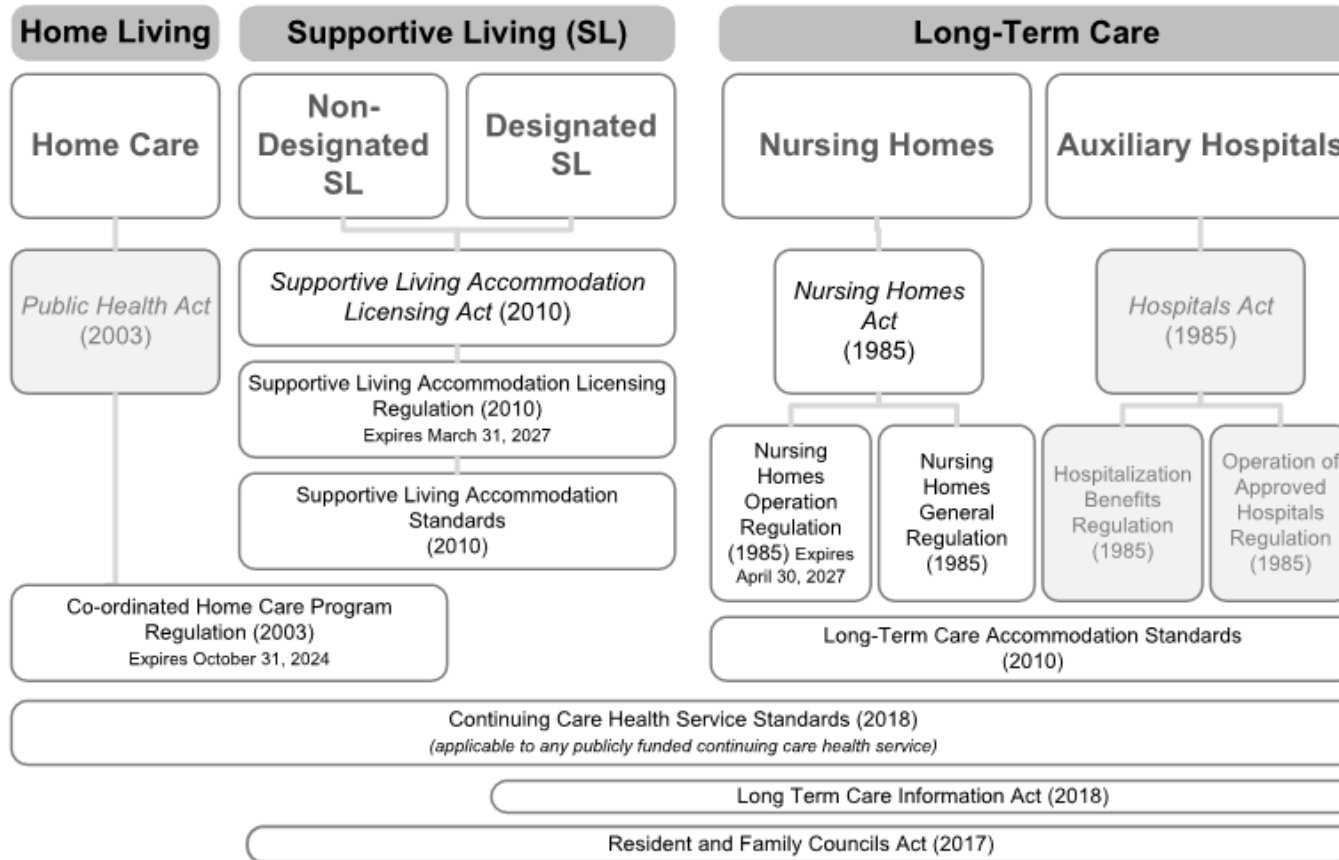 Home Living
Supportive Living (SL)
Long-Term Care
Home Care
Non-
Designated
SL
Designated
SL
Nursing Homes
Auxiliary Hospitals
Public Health Act
(2003)
Supportive Living Accommodation
Licensing Act (2010)
Nursing Homes
Act
(1985)
Hospitals Act
(1985)
Supportive Living Accommodation Licensing
Regulation (2010)
Expires March 31, 2027
Supportive Living Accommodation
Standards
(2010)
Nursing
Homes
Operation
Regulation
(1985) Expires
April 30, 2027
Nursing
Homes
General
Regulation
(1985)
Hospitalization
Benefits
Regulation
(1985)
Operation of
Approved
Hospitals
Regulation
(1985)
Co-ordinated Home Care Program
Regulation (2003)
Expires October 31, 2024
Long-Term Care Accommodation Standards
(2010)
Continuing Care Health Service Standards (2018)
(applicable to any publicly funded continuing care health service)
Long Term Care Information Act (2018)
Resident and Family Councils Act (2017)